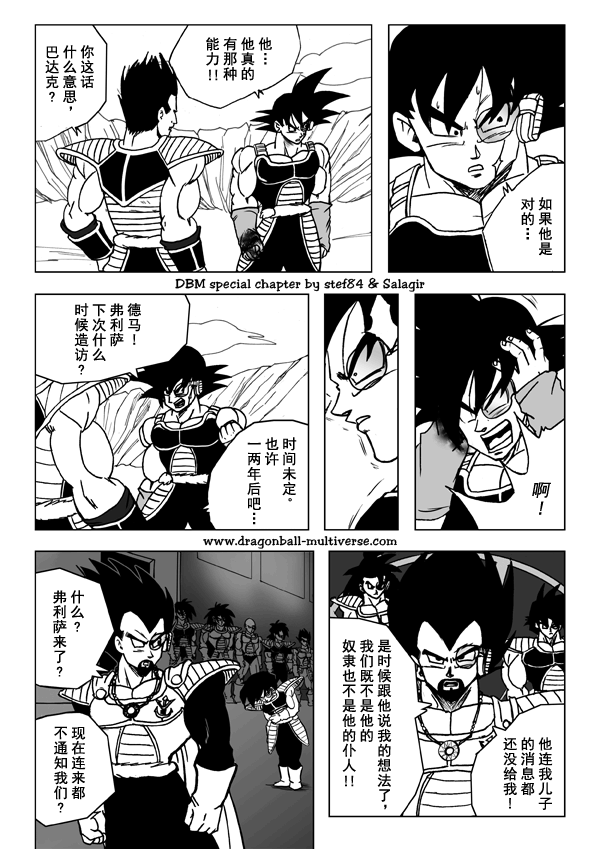 如果他是
对的…
他…
他真的
有那种
能力!!
你这话
什么意思,
巴达克?
DBM special chapter by stef84 & Salagir
啊!
德马!
弗利萨
下次什么
时候造访?
时间未定。
也许
一两年后吧…
www.dragonball-multiverse.com
他连我儿子
的消息都
还没给我!
是时候跟他说我的想法了,
我们既不是他的
奴隶也不是他的仆人!!
什么?
弗利萨来了?
现在连来都
不通知我们?